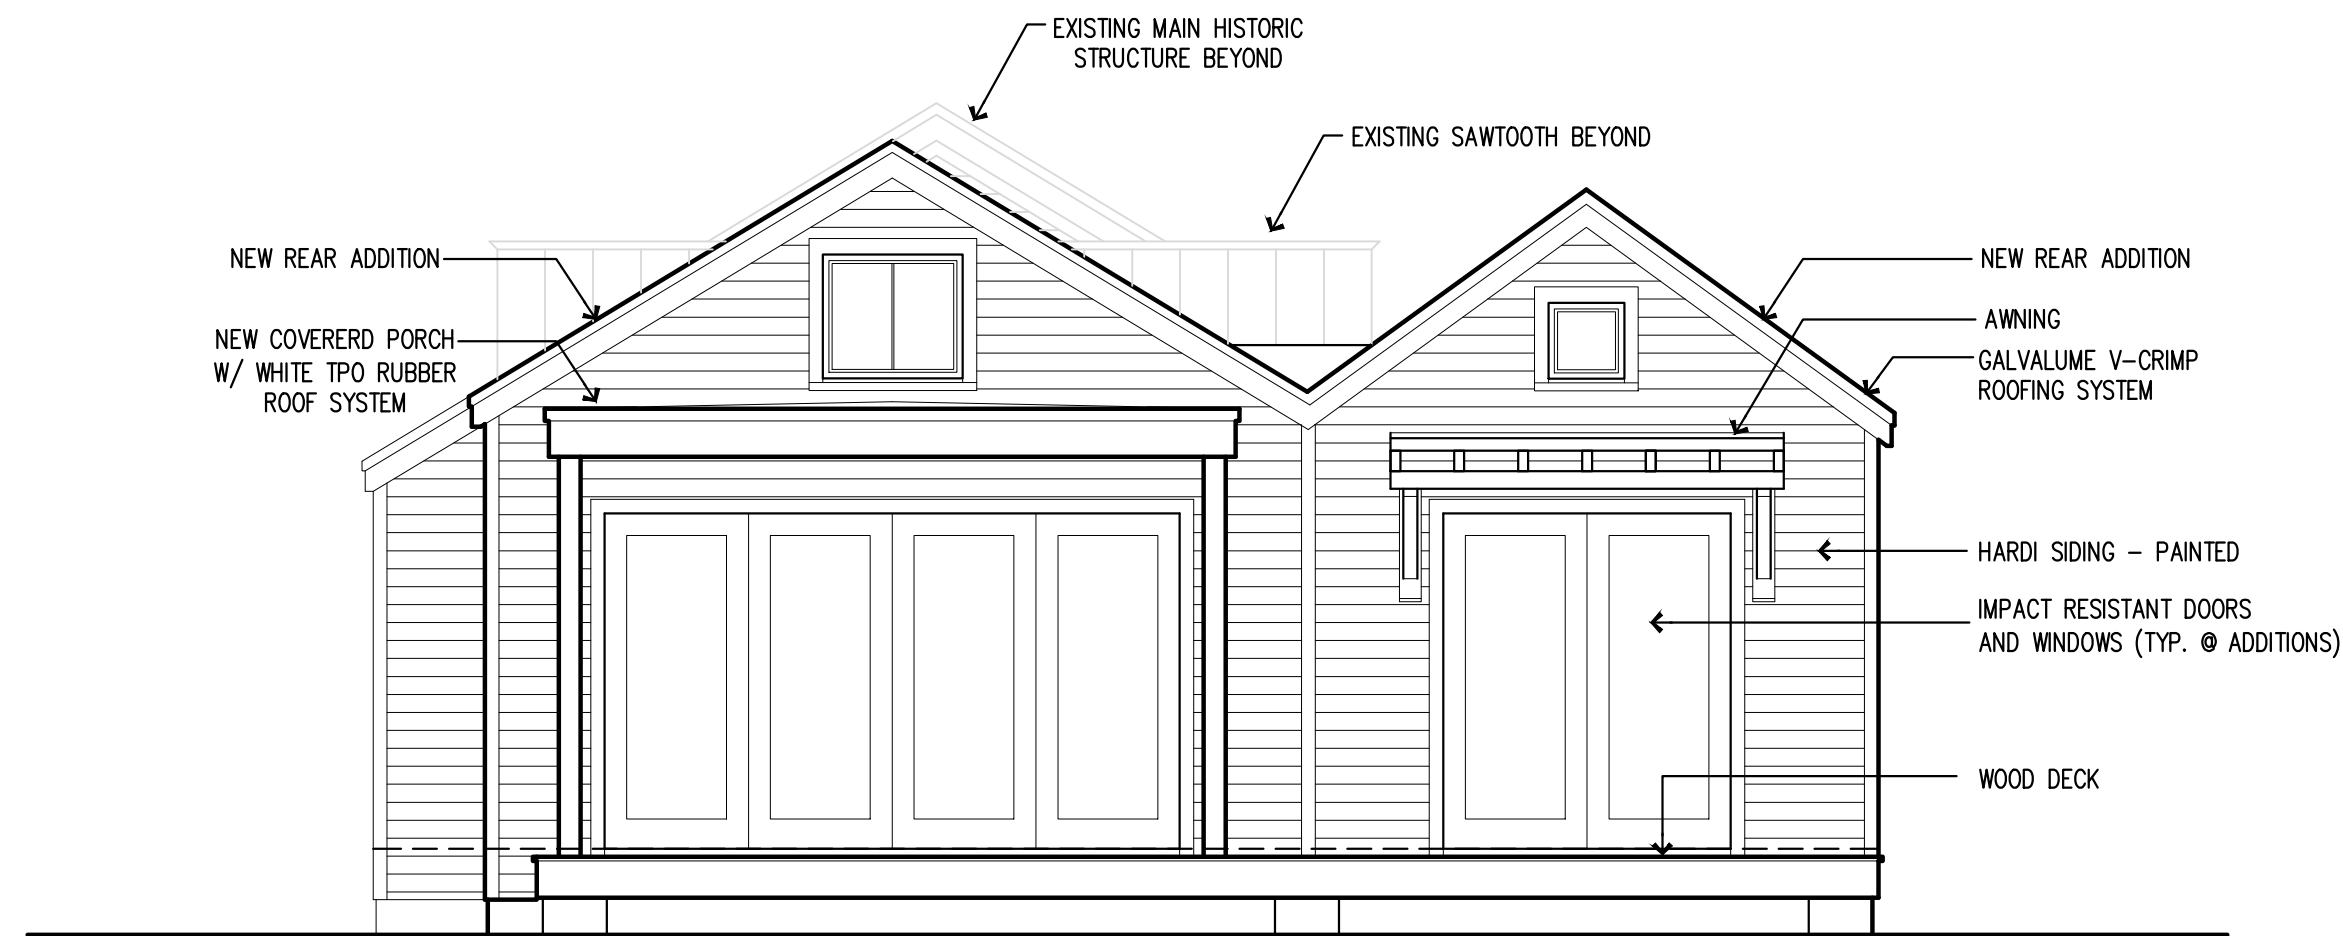 EXISTING MAIN HISTORIC
STRUCTURE BEYOND
EXISTING SAWTOOTH BEYOND
NEW REAR ADDITION
NEW COVERERD PORCH
W/ WHITE TPO RUBBER
ROOF SYSTEM
NEW REAR ADDITION
AWNING
GALVALUME V-CRIMP
ROOFING SYSTEM
HARDI SIDING - PAINTED
IMPACT RESISTANT DOORS
AND WINDOWS (TYP. @ ADDITIONS)
WOOD DECK